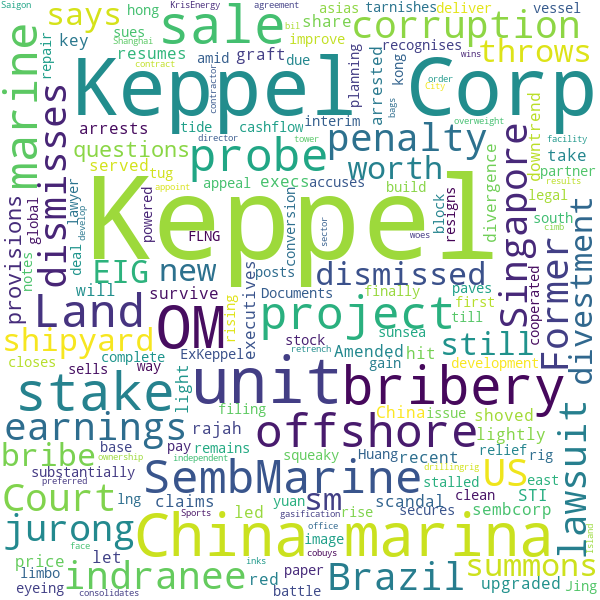 Saigon KrisEnergy agreement
hong asias tarnishes bil deliver vessel
Shanghai
sues share recognises improve wins
says sale corruption
repair key resumes graft due planning arrested kong contract order City throws
marine
Keppel Corp
amid contractor bags overweight facility
interim tide cashflow director tower
arrests questions probe penalty downtrend
dismisses served tug appeal execs accuses worth take
provisions global lawyer deal powered conversion build block resigns divergence partner legal south
Keppel
appoint develop sector woes cimb results
notes EIG new FLNG posts dismissed Singapore
will executives Documents paves cooperated Former divestment
Land survive finally first till
OM project
shipyard rising sunsea
closes complete ExKeppel stock Amended hit still development
sells way light retrench gain China issue
stake unit bribery
earnings filing rajah offshore shoved relief rig
bribe base pay remains squeaky Huang recent lightly
substantially independent drillingrig east
ownership preferred SembMarine US lawsuit
lng claims yuan scandal secures stalled clean STI
Court led sm rise sembcorp
jurong Sports gasification image office
China marina
price let cobuys summons
limbo red paper battle upgraded island
eyeing face inks indranee Brazil Jing
consolidates